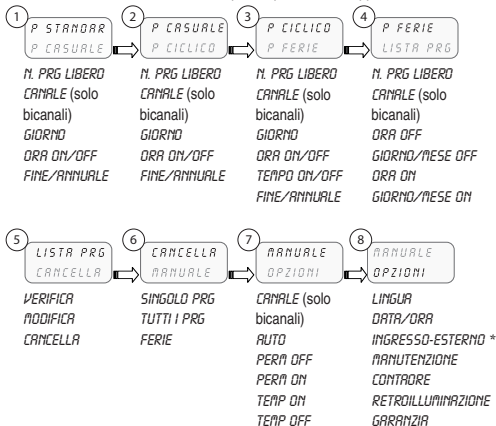 1
P STANDAR
P CASUALE
N. PRG LIBERO
CANALE (solo
bicanali)
GIORNO
ORA ON/OFF
FINE/ANNUALE
2
P CASUALE
P CICLICO
N. PRG LIBERO
CANALE (solo
bicanali)
GIORNO
ORA ON/OFF
FINE/ANNUALE
3
P CICLICO
P FERIE
N. PRG LIBERO
CANALE (solo
bicanali)
GIORNO
ORA ON/OFF
TEMPO ON/OFF
FINE/ANNUALE
4
P FERIE
LISTA PRG
N. PRG LIBERO
CANALE (solo
bicanali)
ORA OFF
GIORNO/MESE OFF
ORA ON
GIORNO/MESE ON
5
LISTA PRG
CANCELLA
VERIFICA
MODIFICA
CANCELLA
6
CANCELLA
MANUALE
SINGOLO PRG
TUTTI I PRG
FERIE
7
MANUALE
OPZIONI
CANALE (solo
bicanali)
AUTO
PERM OFF
PERM ON
TEMP ON
TEMP OFF
8
MANUALE
OPZIONI
LINGUA
DATA/ORA
INGRESSO-ESTERNO *
MANUTENZIONE
CONTAORE
RETROILLUMINAZIONE
GARANZIA